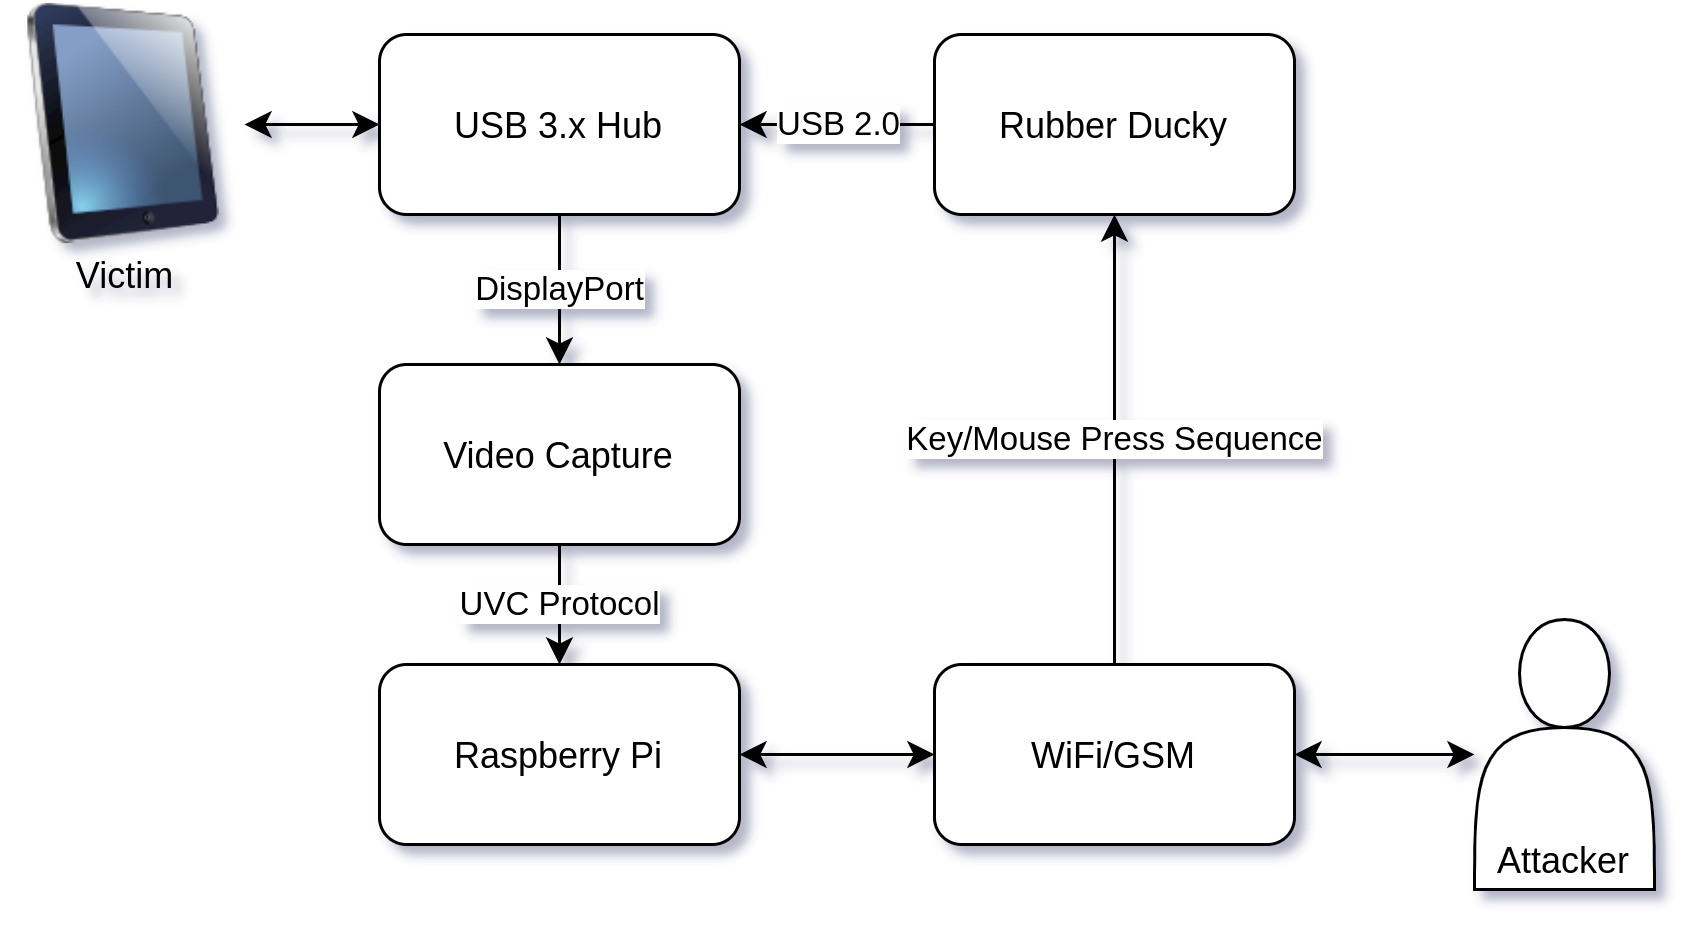 USB 3.x Hub
USB 2.0
Rubber Ducky
Victim
DisplayPort
Key/Mouse Press Sequence
Video Capture
UVC Protocol
Raspberry Pi
WiFi/GSM
Attacker